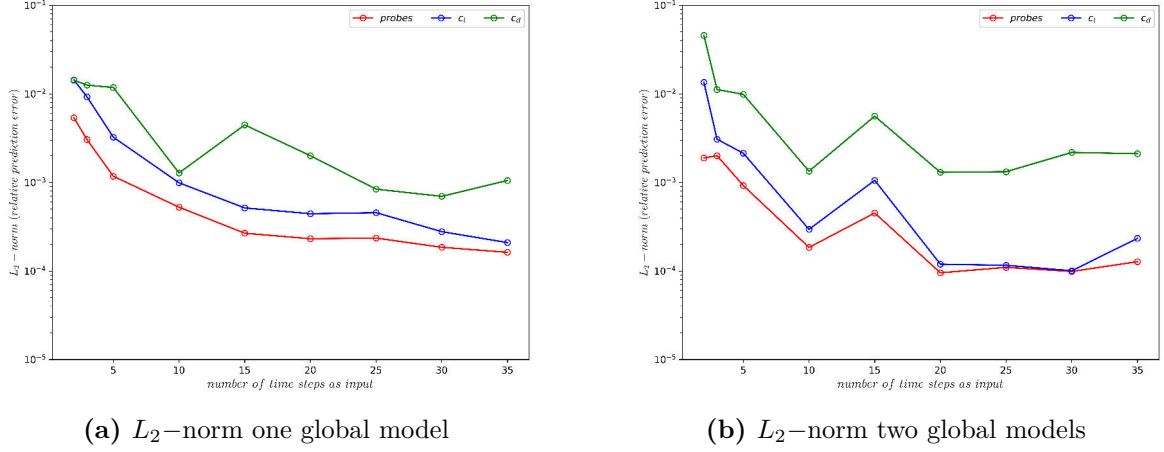 10⁻¹
10⁻²
10⁻³
10⁻⁴
10⁻⁵
L₂−norm (relative prediction error)
probes cₗ c_d
5 10 15 20 25 30 35
number of time steps as input
(a) L₂−norm one global model
10⁻¹
10⁻²
10⁻³
10⁻⁴
10⁻⁵
L₂−norm (relative prediction error)
probes cₗ c_d
5 10 15 20 25 30 35
number of time steps as input
(b) L₂−norm two global models